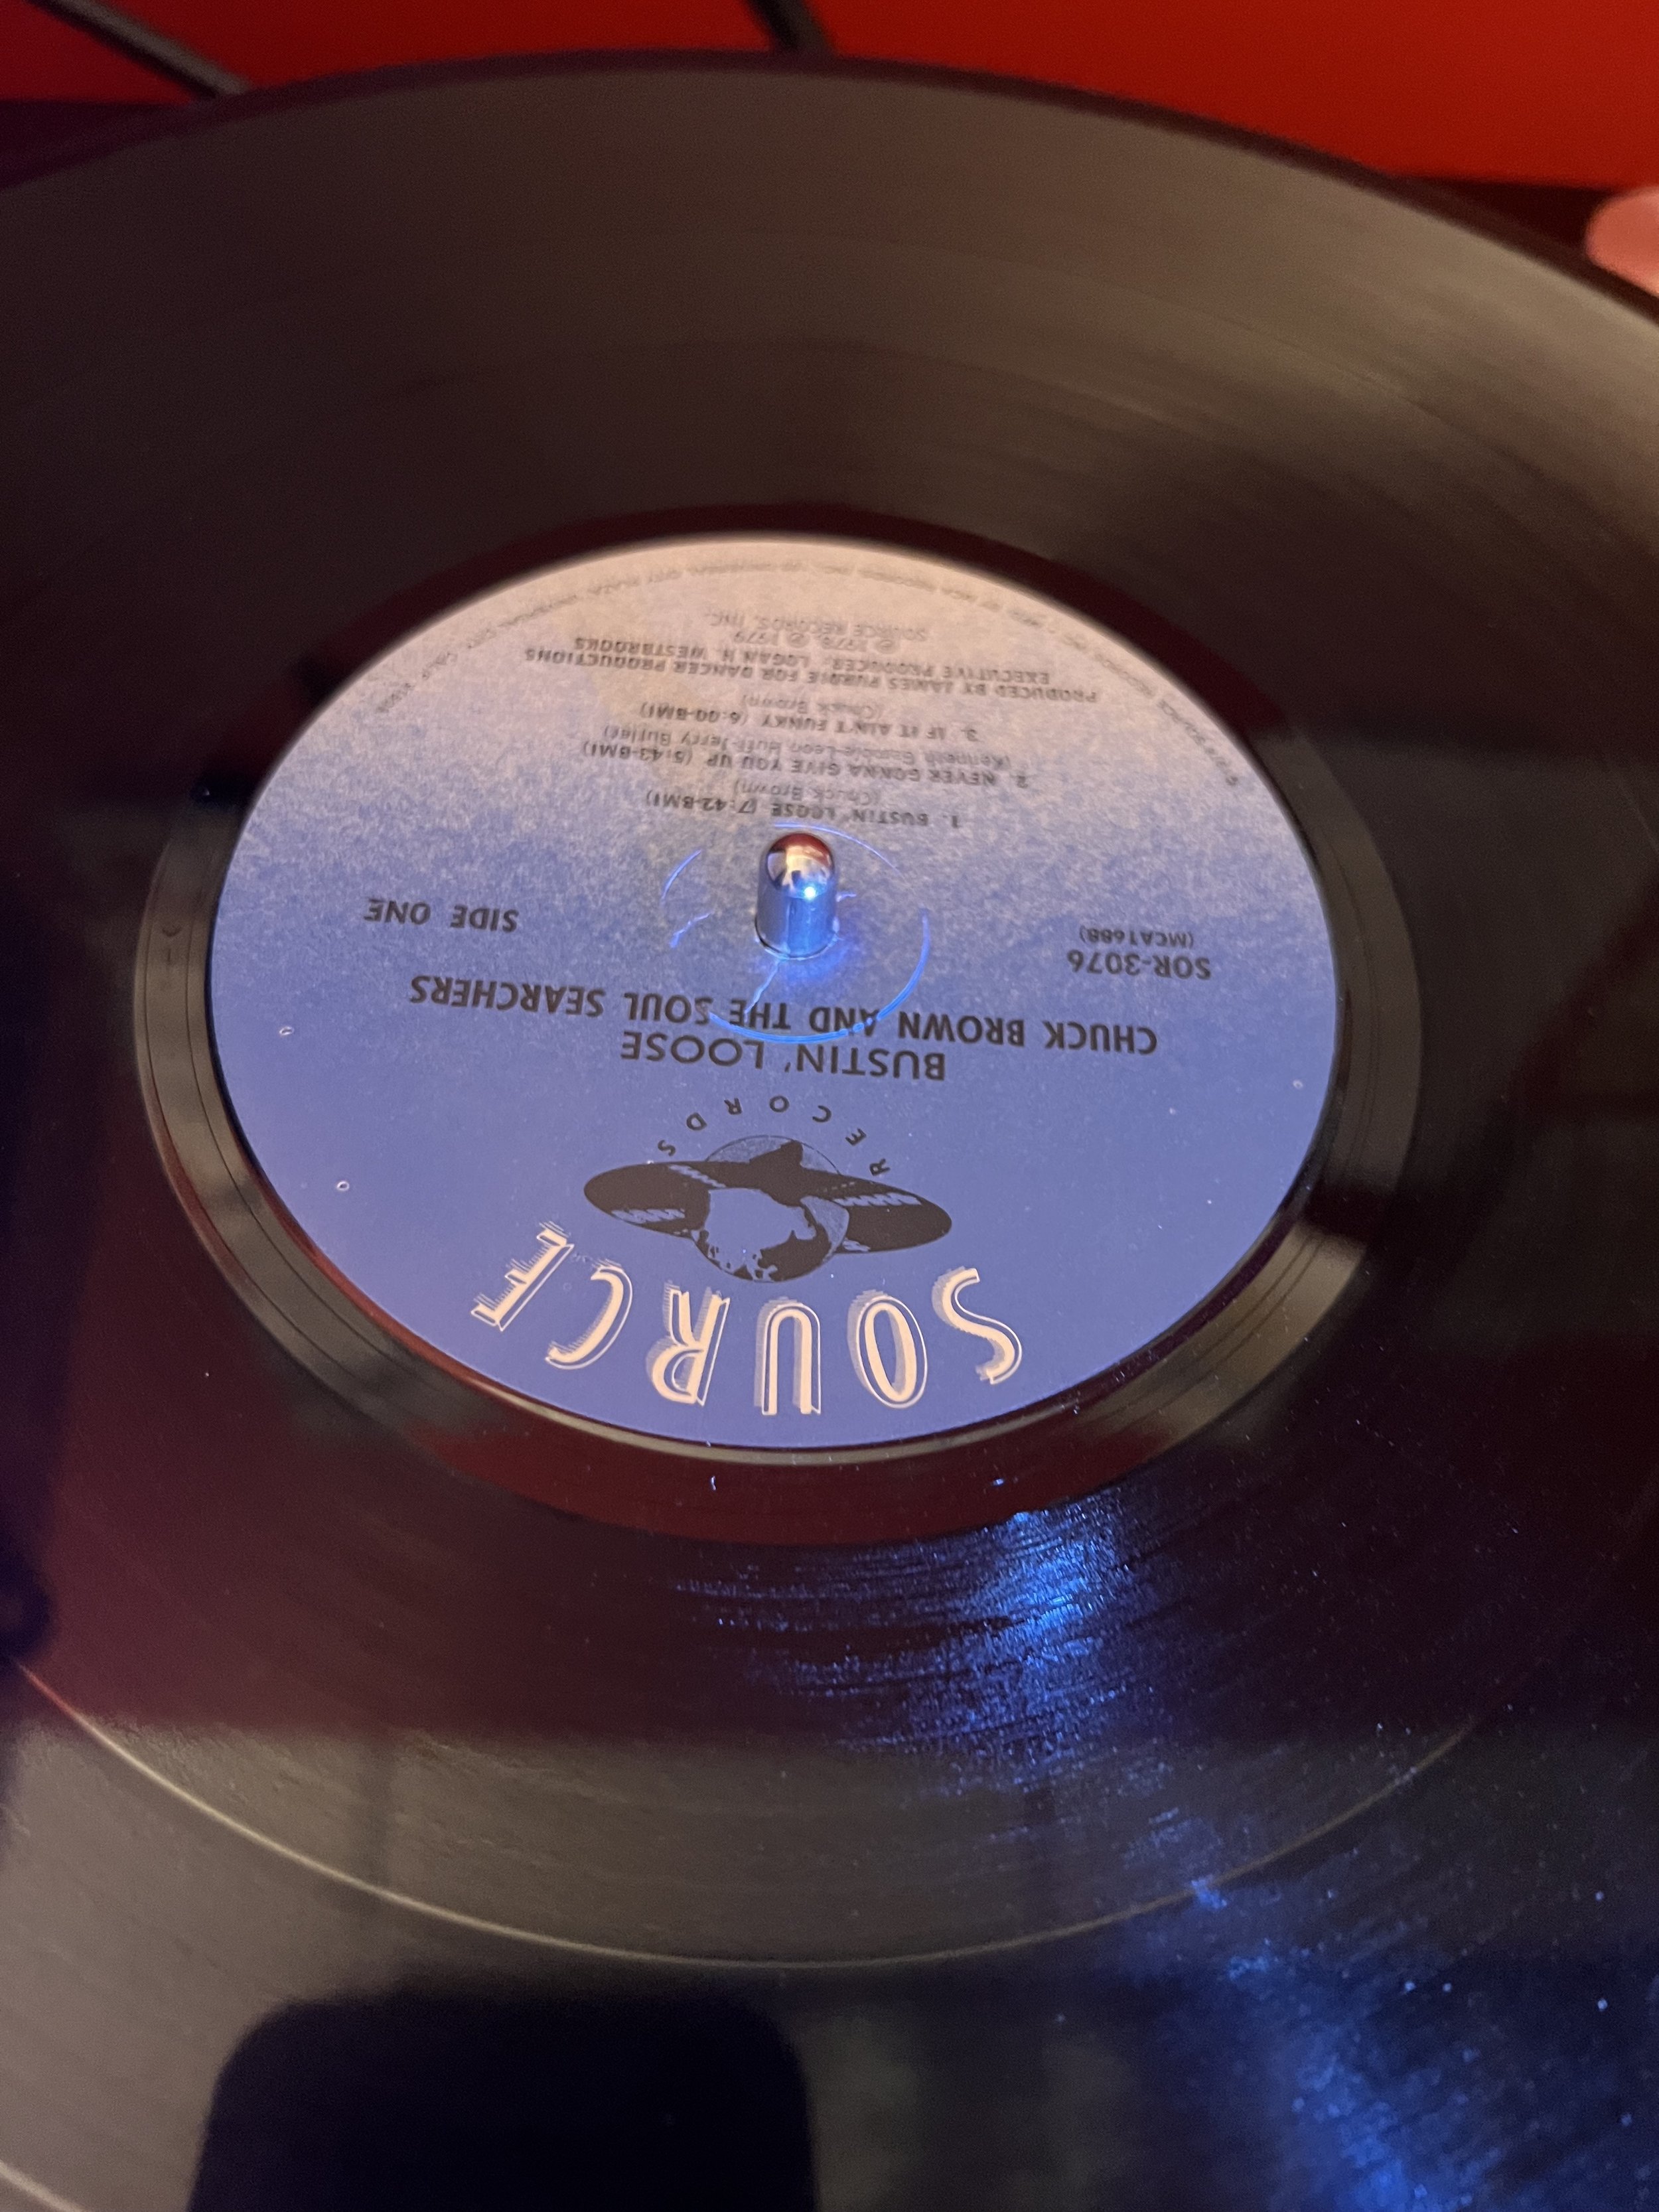 SOURCE
RECORDS
BUSTIN' LOOSE
CHUCK BROWN AND THE SOUL SEARCHERS
SOR-3076
(MCA1688)
SIDE ONE
1. BUSTIN' LOOSE (7:42-BMI)
(Chuck Brown)
2. NEVER GONNA GIVE YOU UP (5:43-BMI)
(Kenneth Gamble-Leon Huff-Jerry Butler)
3. IF IT AIN'T FUNKY (6:00-BMI)
(Chuck Brown)
PRODUCED BY JAMES PURDIE FOR DANCER PRODUCTIONS
EXECUTIVE PRODUCER: LOGAN H. WESTBROOKS
℗ 1978 © 1979
SOURCE RECORDS, INC.